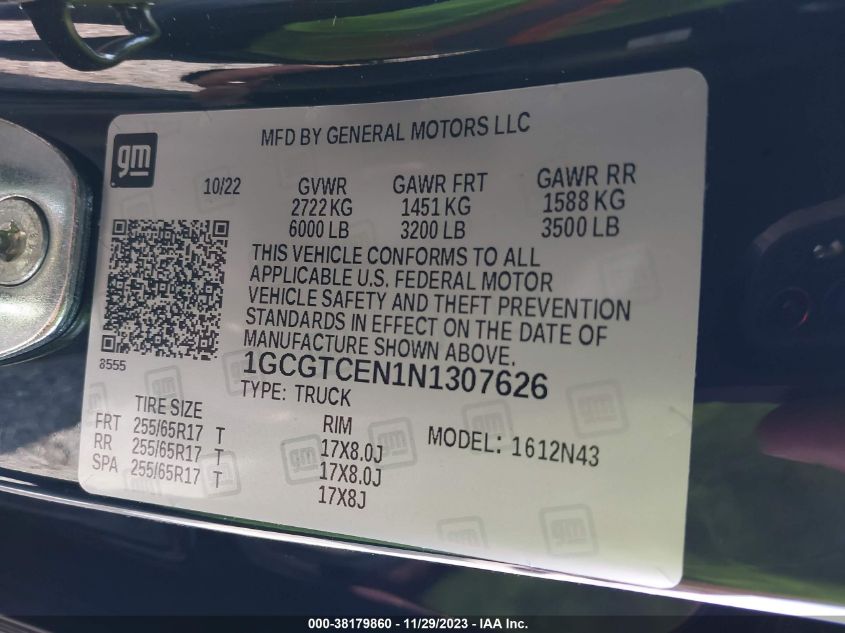 gm
MFD BY GENERAL MOTORS LLC
10/22 GVWR GAWR FRT GAWR RR
2722 KG 1451 KG 1588 KG
6000 LB 3200 LB 3500 LB
THIS VEHICLE CONFORMS TO ALL
APPLICABLE U.S. FEDERAL MOTOR
VEHICLE SAFETY AND THEFT PREVENTION
STANDARDS IN EFFECT ON THE DATE OF
MANUFACTURE SHOWN ABOVE.
8555
1GCGTCEN1N1307626
TYPE: TRUCK
TIRE SIZE RIM MODEL: 1612N43
FRT 255/65R17 T 17X8.0J
RR 255/65R17 T 17X8.0J
SPA 255/65R17 T 17X8J
000-38179860 - 11/29/2023 - IAA Inc.